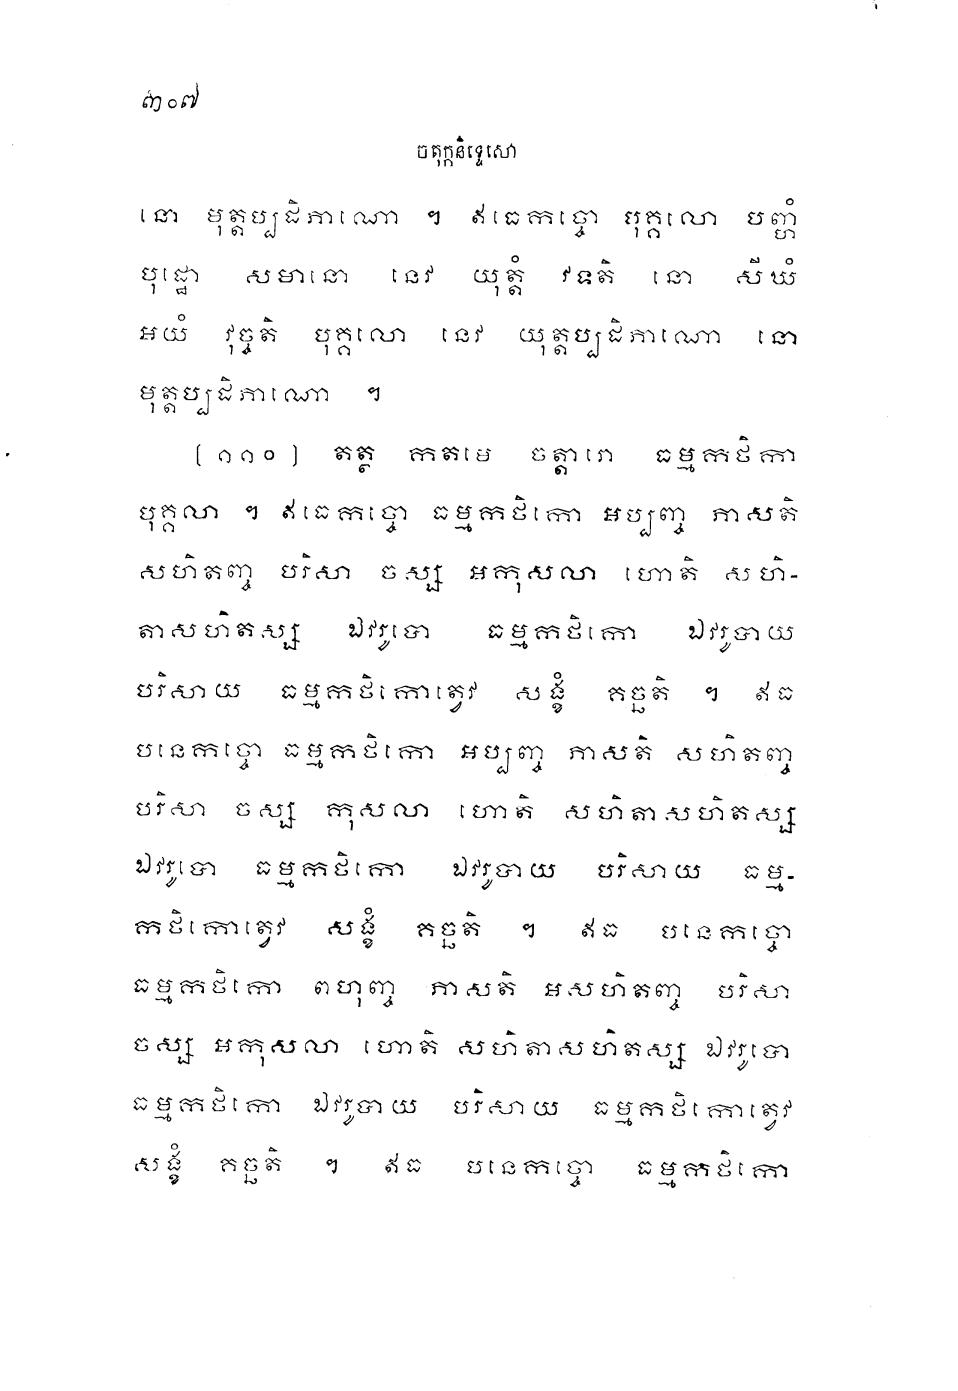 ៣០៧
ចតុក្កនិទ្ទេសោ
នោ មុត្តប្បដិភាណោ ។ ឥធេកច្ចោ បុគ្គលោ បញ្ហំ
បុដ្ឋោ សមានោ នេវ យុត្តំ វទតិ នោ សីឃំ
អយំ វុច្ចតិ បុគ្គលោ នេវ យុត្តប្បដិភាណោ នោ
មុត្តប្បដិភាណោ ។
(១១០) តត្ថ កតមេ ចត្តារោ ធម្មកថិកា
បុគ្គលា ។ ឥធេកច្ចោ ធម្មកថិកោ អប្បញ្ច ភាសតិ
សហិតញ្ច បរិសា ចស្ស អកុសលា ហោតិ សហិ-
តាសហិតស្ស ឯវរូបោ ធម្មកថិកោ ឯវរូបាយ
បរិសាយ ធម្មកថិកោត្វេវ សង្ខំ គច្ឆតិ ។ ឥធ
បនេកច្ចោ ធម្មកថិកោ អប្បញ្ច ភាសតិ សហិតញ្ច
បរិសា ចស្ស កុសលា ហោតិ សហិតាសហិតស្ស
ឯវរូបោ ធម្មកថិកោ ឯវរូបាយ បរិសាយ ធម្ម-
កថិកោត្វេវ សង្ខំ គច្ឆតិ ។ ឥធ បនេកច្ចោ
ធម្មកថិកោ ពហុញ្ច ភាសតិ អសហិតញ្ច បរិសា
ចស្ស អកុសលា ហោតិ សហិតាសហិតស្ស ឯវរូបោ
ធម្មកថិកោ ឯវរូបាយ បរិសាយ ធម្មកថិកោត្វេវ
សង្ខំ គច្ឆតិ ។ ឥធ បនេកច្ចោ ធម្មកថិកោ